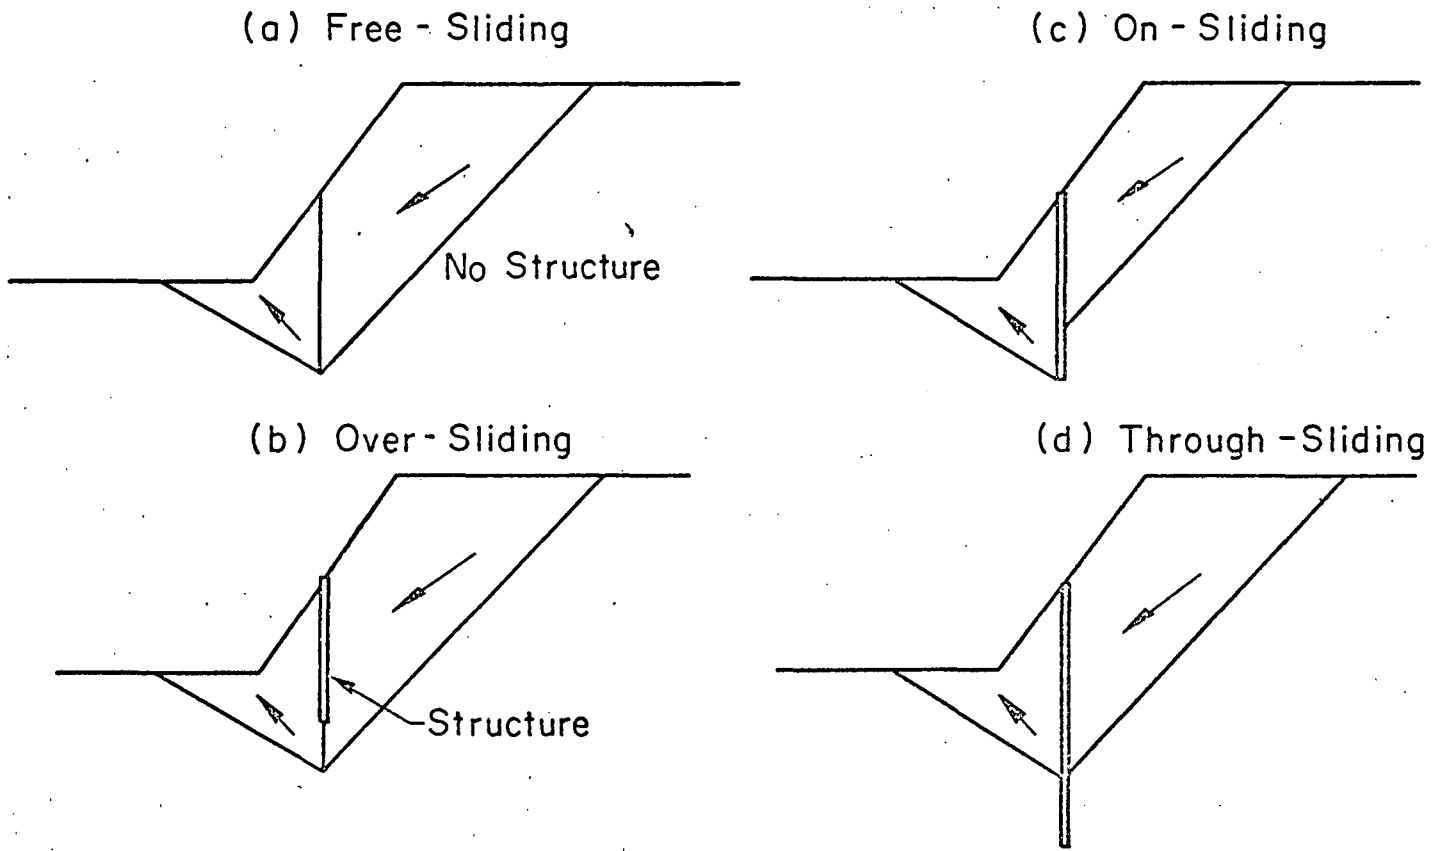 (a) Free - Sliding
No Structure
(b) Over - Sliding
Structure
(c) On - Sliding
(d) Through - Sliding